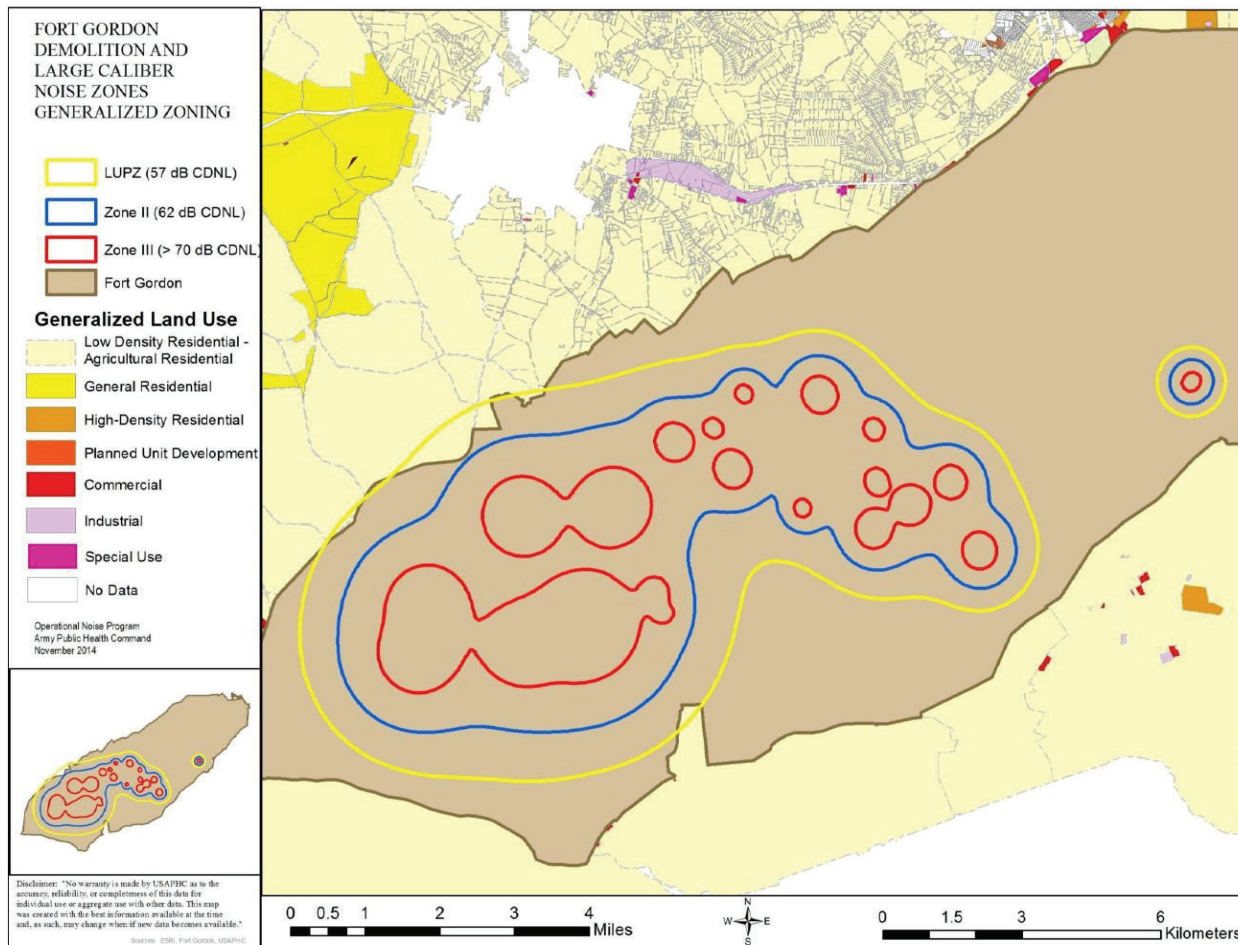 FORT GORDON
DEMOLITION AND
LARGE CALIBER
NOISE ZONES
GENERALIZED ZONING
LUPZ (57 dB CDNL)
Zone II (62 dB CDNL)
Zone III (> 70 dB CDNL)
Fort Gordon
Generalized Land Use
Low Density Residential -
Agricultural Residential
General Residential
High-Density Residential
Planned Unit Development
Commercial
Industrial
Special Use
No Data
Operational Noise Program
Army Public Health Command
November 2014
Disclaimer: "No warranty is made by USAPHC as to the
accuracy, reliability, or completeness of this data for
individual use or aggregate use with other data. This map
was created with the best information available at the time
and, as such, may change when/if new data becomes available."
Sources: ESRI, Fort Gordon, USAPHC
0 0.5 1 2 3 4
Miles
N
W E
S
0 1.5 3 6
Kilometers